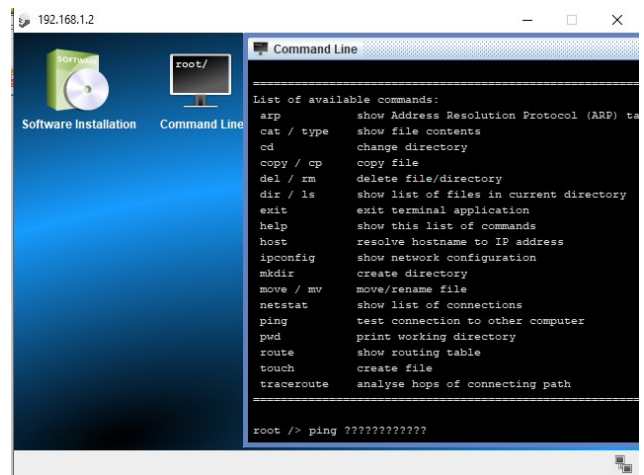 192.168.1.2
SOFTWARE
root/
Software Installation
Command Line
Command Line
List of available commands:
arp show Address Resolution Protocol (ARP) ta
cat / type show file contents
cd change directory
copy / cp copy file
del / rm delete file/directory
dir / ls show list of files in current directory
exit exit terminal application
help show this list of commands
host resolve hostname to IP address
ipconfig show network configuration
mkdir create directory
move / mv move/rename file
netstat show list of connections
ping test connection to other computer
pwd print working directory
route show routing table
touch create file
traceroute analyse hops of connecting path
root /> ping ????????????